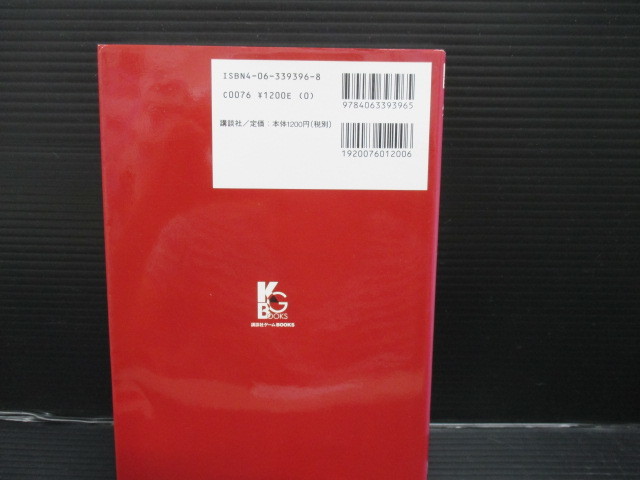 ISBN4-06-339396-8
C0076 ¥1200E (0)
講談社／定価：本体1200円(税別)
9784063393965
1920076012006
KG
BOOKS
講談社ゲームBOOKS